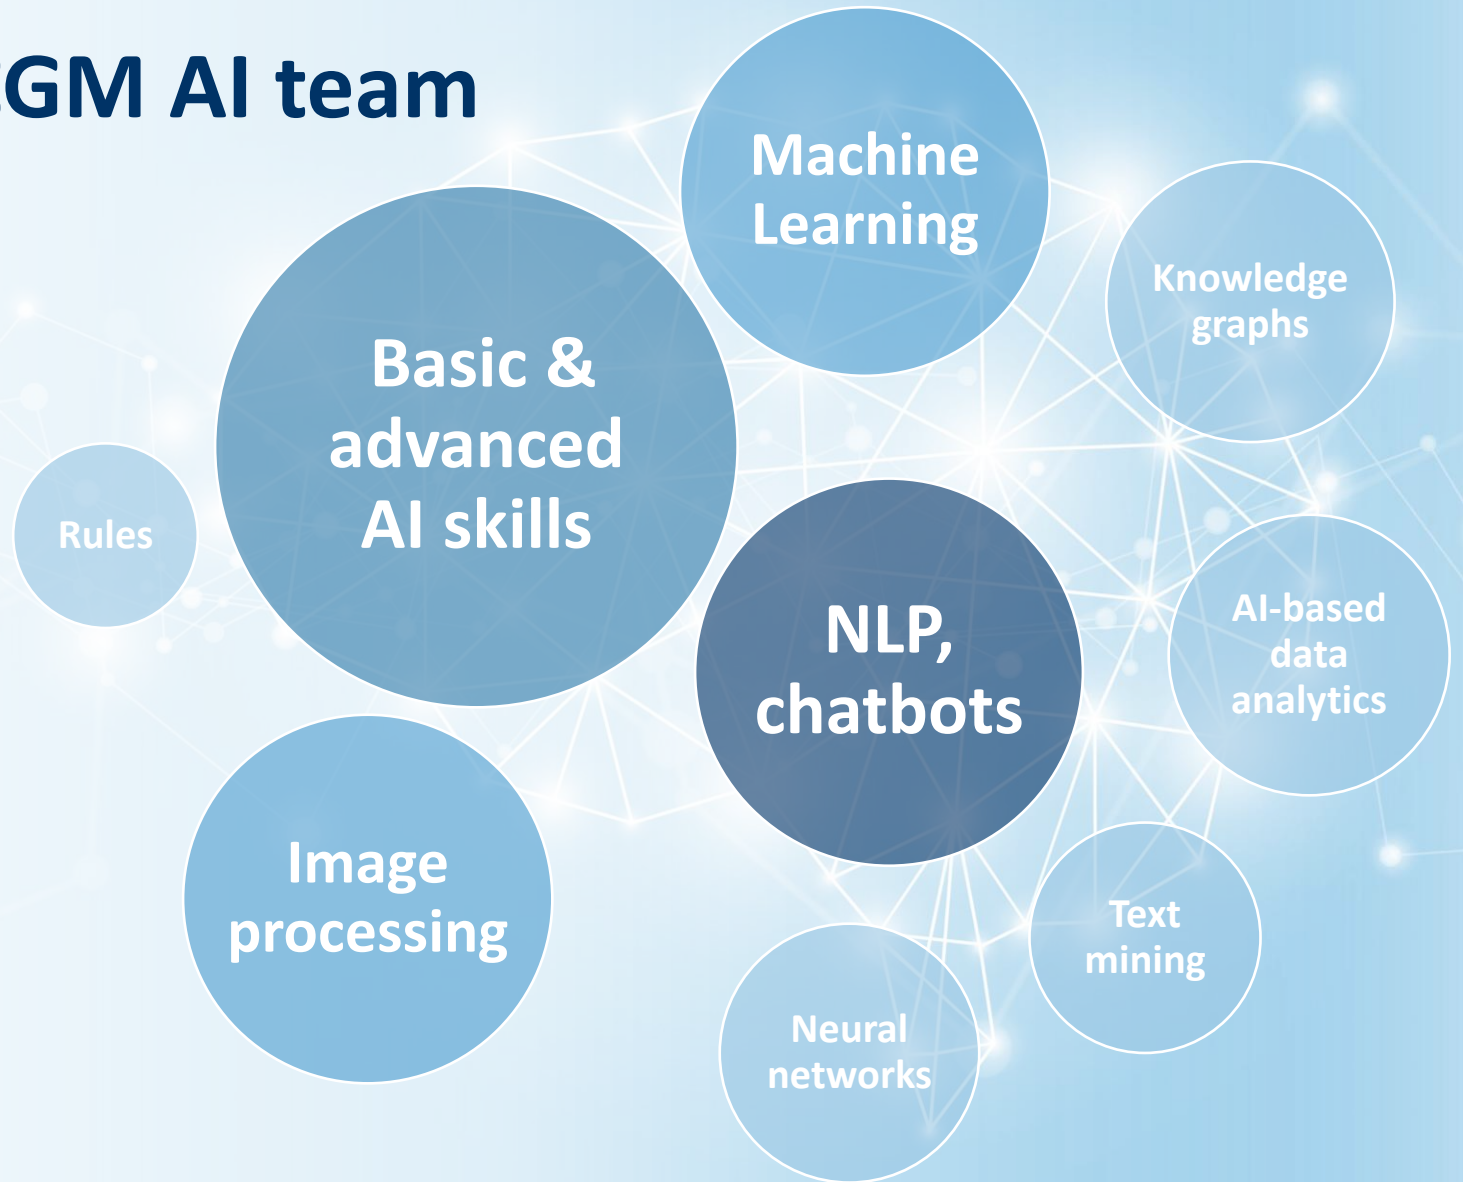 CGM AI team
Machine
Learning
Knowledge
graphs
Basic &
advanced
AI skills
Rules
NLP,
chatbots
AI-based
data
analytics
Image
processing
Text
mining
Neural
networks